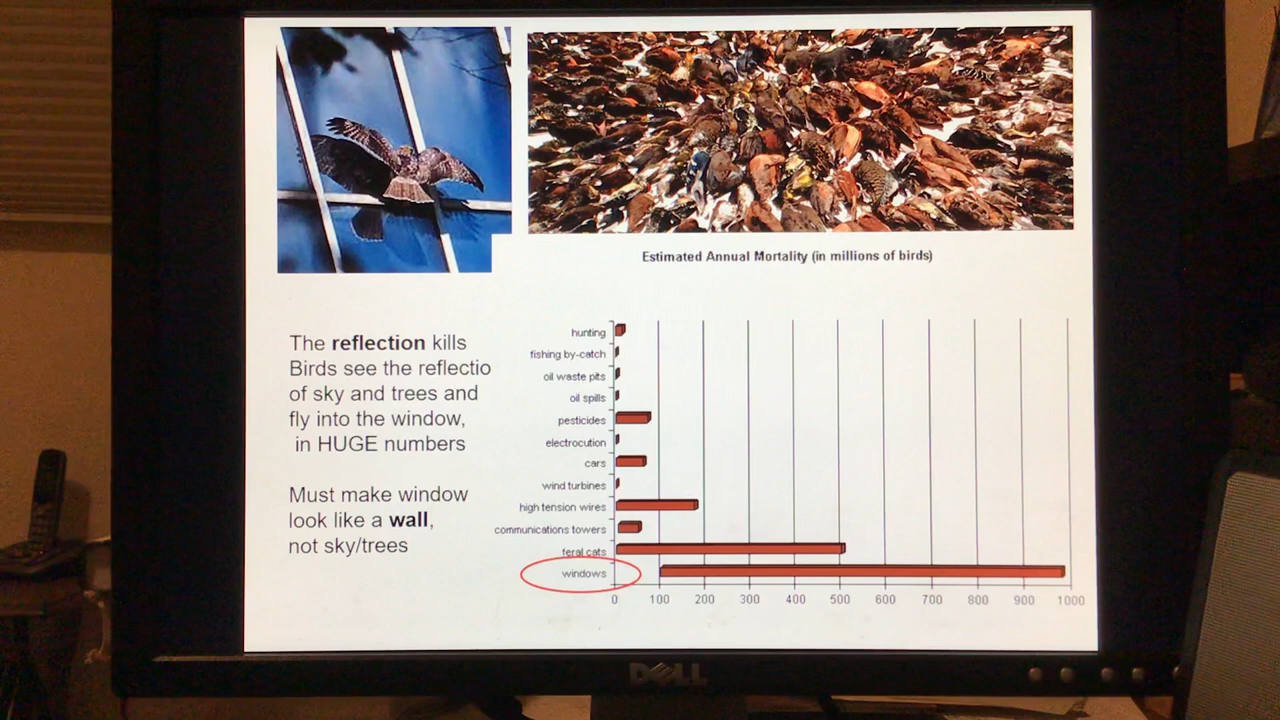 Estimated Annual Mortality (in millions of birds)
The reflection kills
Birds see the reflectio
of sky and trees and
fly into the window,
in HUGE numbers
Must make window
look like a wall,
not sky/trees
hunting
fishing by-catch
oil waste pits
oil spills
pesticides
electrocution
cars
wind turbines
high tension wires
communications towers
feral cats
windows
0 100 200 300 400 500 600 700 800 900 1000
DELL